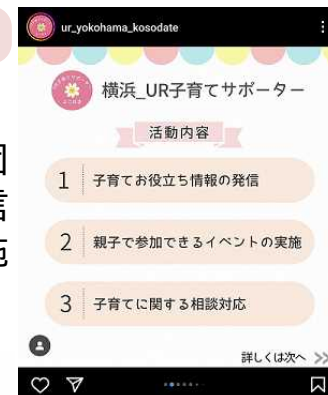 ur_yokohama_kosodate
横浜_UR子育てサポーター
活動内容
1 子育てお役立ち情報の発信
2 親子で参加できるイベントの実施
3 子育てに関する相談対応
詳しくは次へ >>